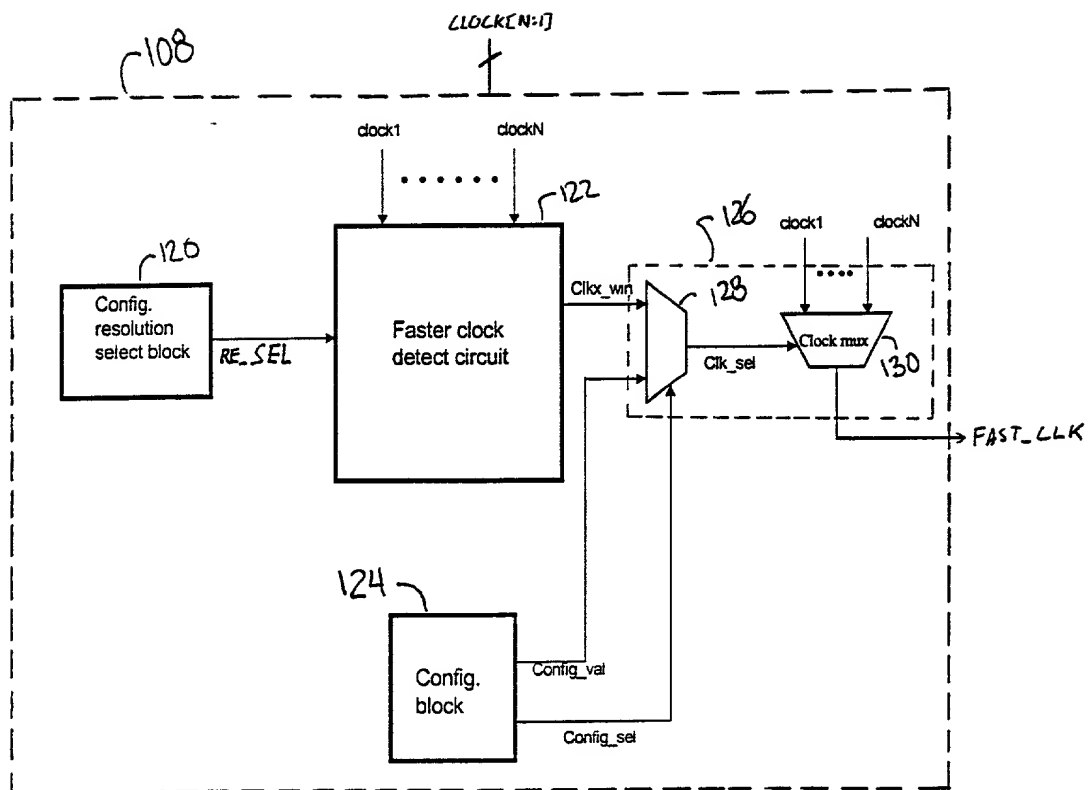 CLOCK[N:1]
108
clock1
clockN
122
126
clock1
clockN
120
Config.
resolution
select block
RE_SEL
Faster clock
detect circuit
Clkx_win
128
Clk_sel
Clock mux
130
FAST_CLK
124
Config.
block
Config_val
Config_sel